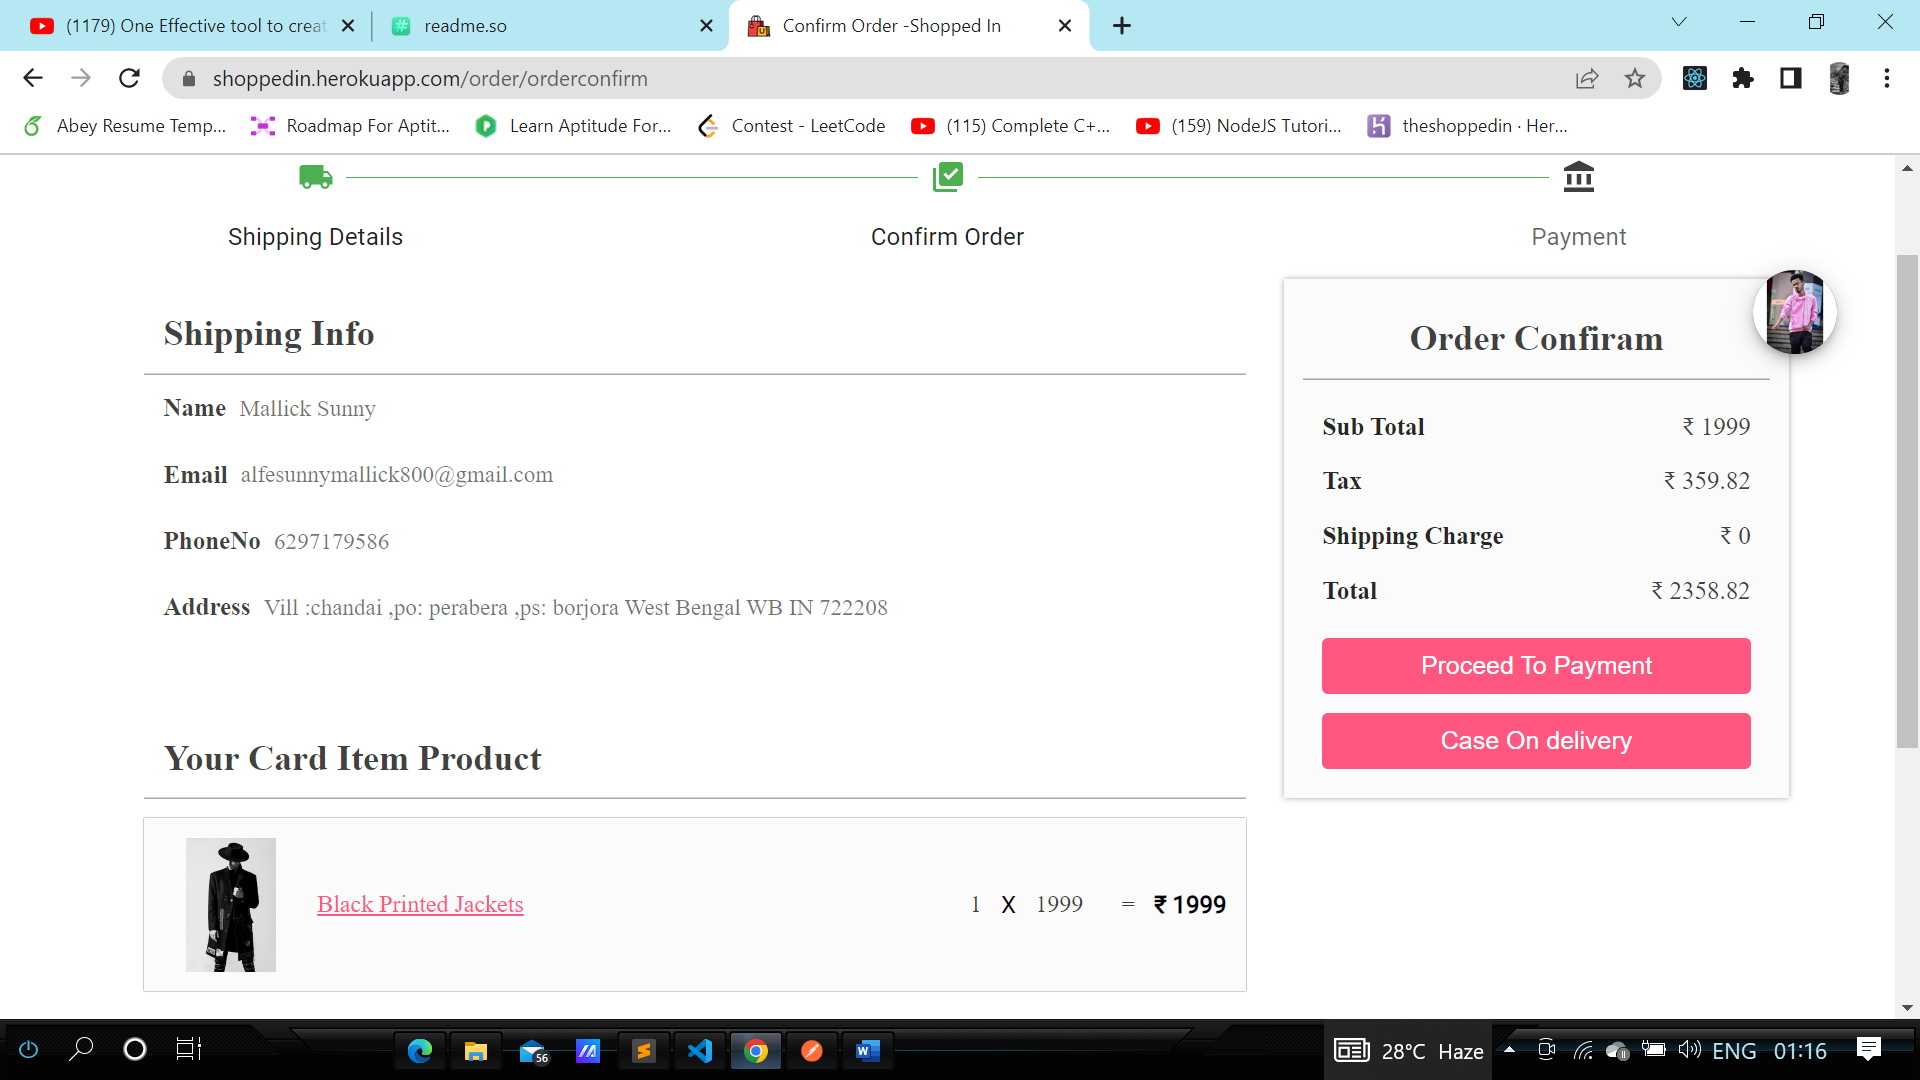 (1179) One Effective tool to creat
readme.so
Confirm Order -Shopped In
shoppedin.herokuapp.com/order/orderconfirm
Abey Resume Temp...
Roadmap For Aptit...
Learn Aptitude For...
Contest - LeetCode
(115) Complete C+...
(159) NodeJS Tutori...
theshoppedin · Her...
Shipping Details
Confirm Order
Payment
Shipping Info
Name Mallick Sunny
Email alfesunnymallick800@gmail.com
PhoneNo 6297179586
Address Vill :chandai ,po: perabera ,ps: borjora West Bengal WB IN 722208
Order Confiram
Sub Total ₹ 1999
Tax ₹ 359.82
Shipping Charge ₹ 0
Total ₹ 2358.82
Proceed To Payment
Case On delivery
Your Card Item Product
Black Printed Jackets 1 X 1999 = ₹ 1999
56
28°C Haze
ENG 01:16